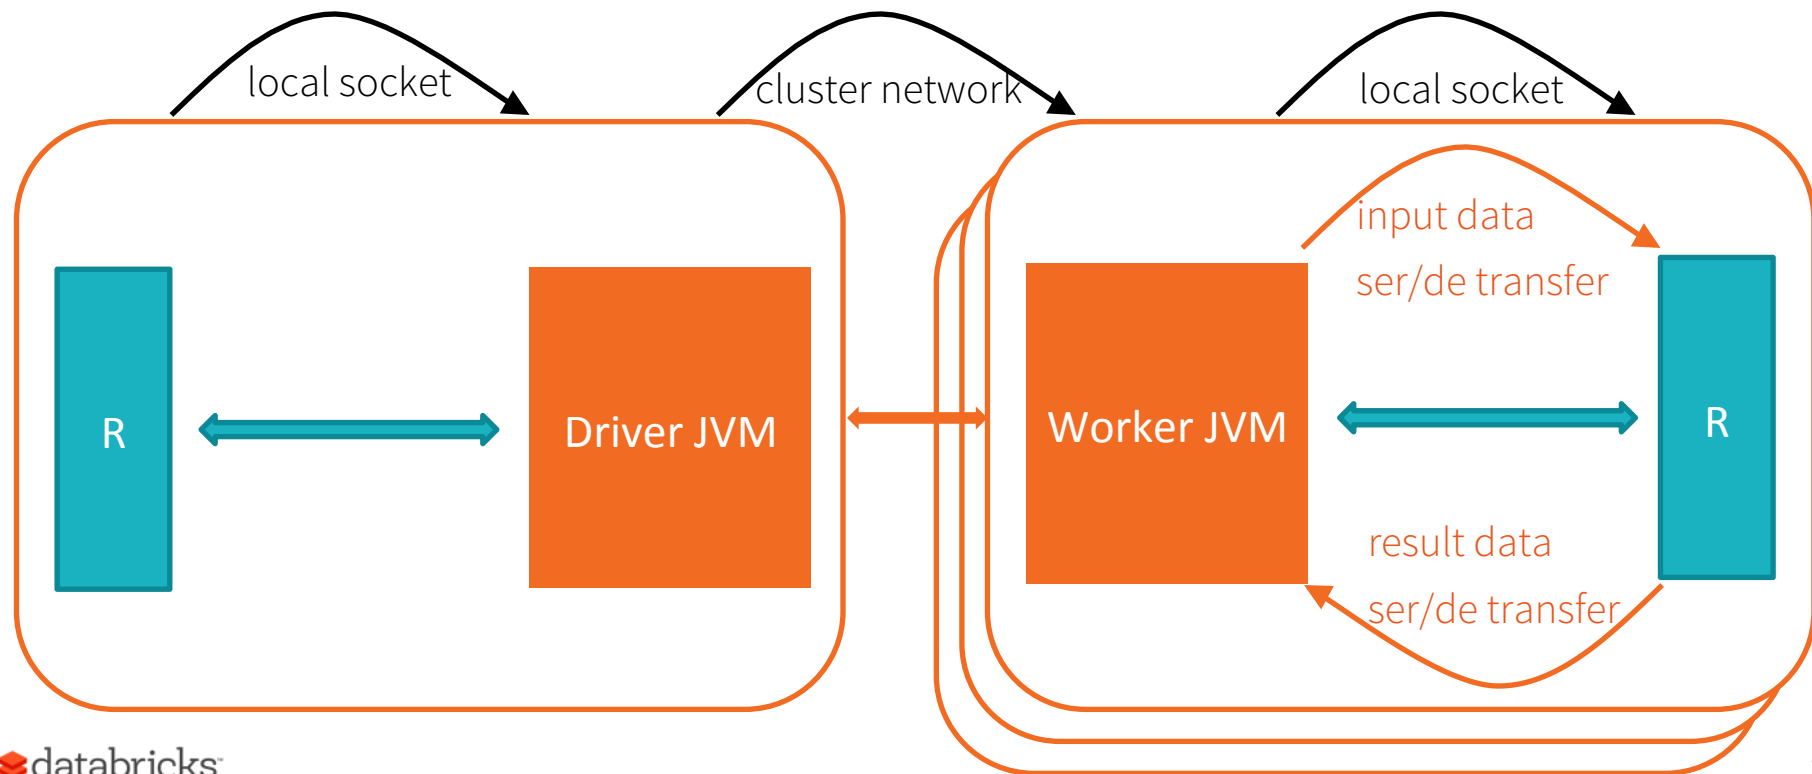 local socket
cluster network
local socket
input data
ser/de transfer
R
Driver JVM
Worker JVM
R
result data
ser/de transfer
databricks